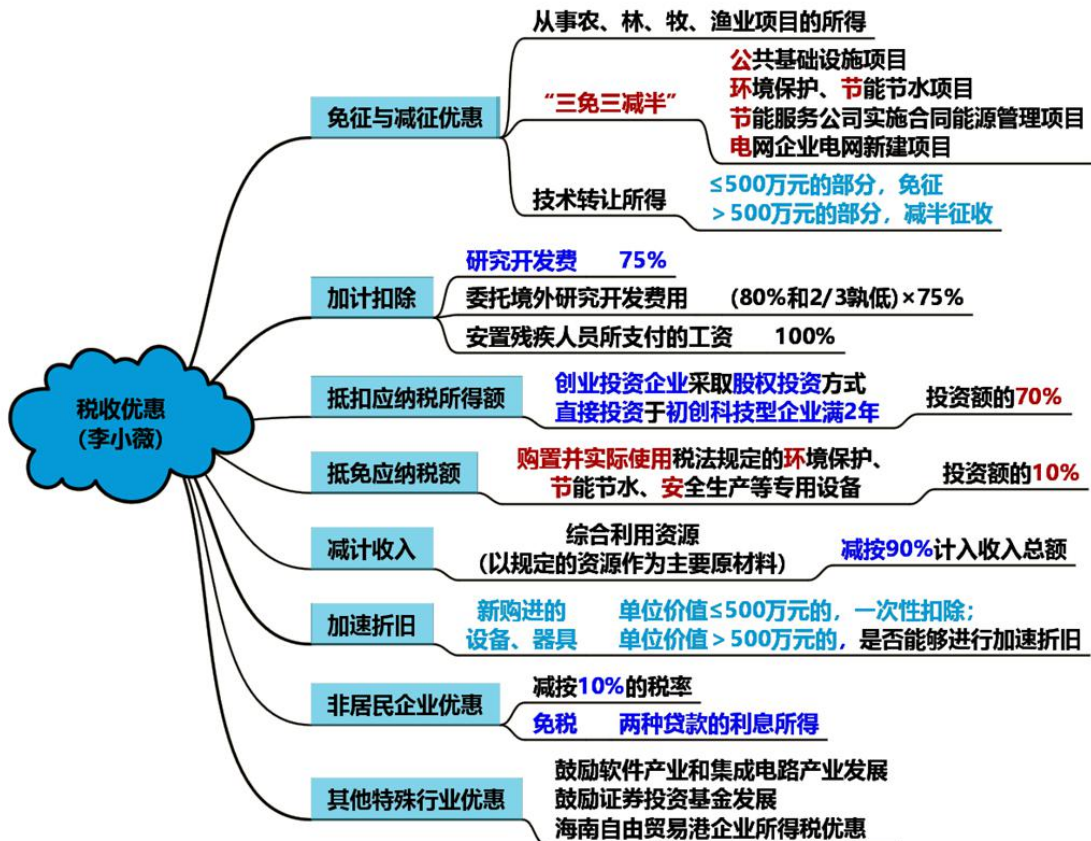 税收优惠
(李小薇)
免征与减征优惠
从事农、林、牧、渔业项目的所得
“三免三减半”
公共基础设施项目
环境保护、节能节水项目
节能服务公司实施合同能源管理项目
电网企业电网新建项目
技术转让所得
≤500万元的部分，免征
＞500万元的部分，减半征收
加计扣除
研究开发费 75%
委托境外研究开发费用 (80%和2/3孰低)×75%
安置残疾人员所支付的工资 100%
抵扣应纳税所得额
创业投资企业采取股权投资方式
直接投资于初创科技型企业满2年
投资额的70%
抵免应纳税额
购置并实际使用税法规定的环境保护、
节能节水、安全生产等专用设备
投资额的10%
减计收入
综合利用资源
(以规定的资源作为主要原材料)
减按90%计入收入总额
加速折旧
新购进的 单位价值≤500万元的，一次性扣除；
设备、器具 单位价值＞500万元的，是否能够进行加速折旧
非居民企业优惠
减按10%的税率
免税 两种贷款的利息所得
其他特殊行业优惠
鼓励软件产业和集成电路产业发展
鼓励证券投资基金发展
海南自由贸易港企业所得税优惠